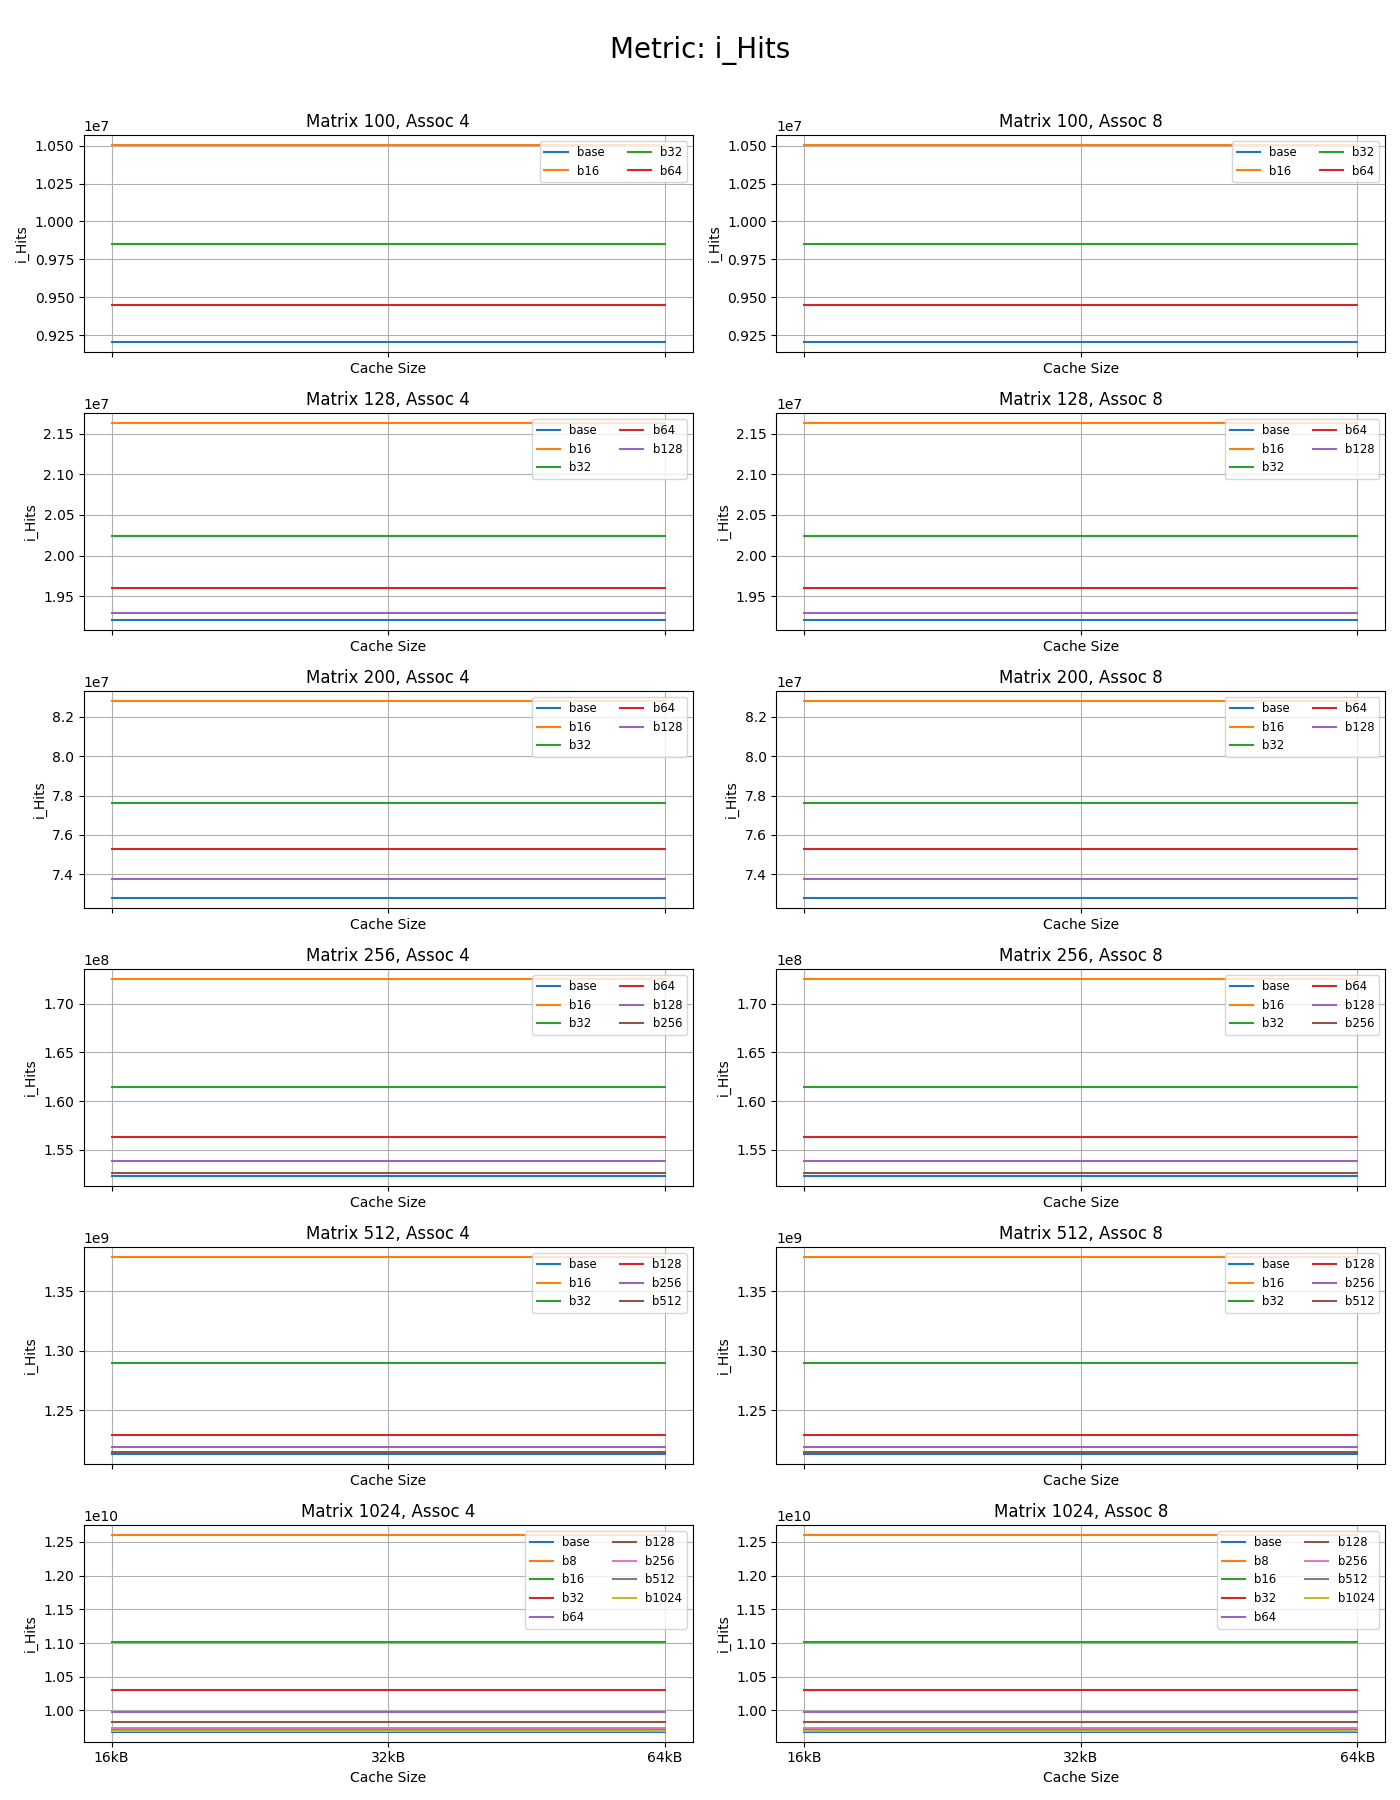 Metric: i_Hits
Matrix 100, Assoc 4
1e7
1.050
1.025
1.000
0.975
0.950
0.925
i_Hits
base b32
b16 b64
Cache Size
Matrix 100, Assoc 8
1e7
1.050
1.025
1.000
0.975
0.950
0.925
i_Hits
base b32
b16 b64
Cache Size
Matrix 128, Assoc 4
1e7
2.15
2.10
2.05
2.00
1.95
i_Hits
base b64
b16 b128
b32
Cache Size
Matrix 128, Assoc 8
1e7
2.15
2.10
2.05
2.00
1.95
i_Hits
base b64
b16 b128
b32
Cache Size
Matrix 200, Assoc 4
1e7
8.2
8.0
7.8
7.6
7.4
i_Hits
base b64
b16 b128
b32
Cache Size
Matrix 200, Assoc 8
1e7
8.2
8.0
7.8
7.6
7.4
i_Hits
base b64
b16 b128
b32
Cache Size
Matrix 256, Assoc 4
1e8
1.70
1.65
1.60
1.55
i_Hits
base b64
b16 b128
b32 b256
Cache Size
Matrix 256, Assoc 8
1e8
1.70
1.65
1.60
1.55
i_Hits
base b64
b16 b128
b32 b256
Cache Size
Matrix 512, Assoc 4
1e9
1.35
1.30
1.25
i_Hits
base b128
b16 b256
b32 b512
Cache Size
Matrix 512, Assoc 8
1e9
1.35
1.30
1.25
i_Hits
base b128
b16 b256
b32 b512
Cache Size
Matrix 1024, Assoc 4
1e10
1.25
1.20
1.15
1.10
1.05
1.00
i_Hits
base b128
b8 b256
b16 b512
b32 b1024
b64
16kB 32kB 64kB
Cache Size
Matrix 1024, Assoc 8
1e10
1.25
1.20
1.15
1.10
1.05
1.00
i_Hits
base b128
b8 b256
b16 b512
b32 b1024
b64
16kB 32kB 64kB
Cache Size